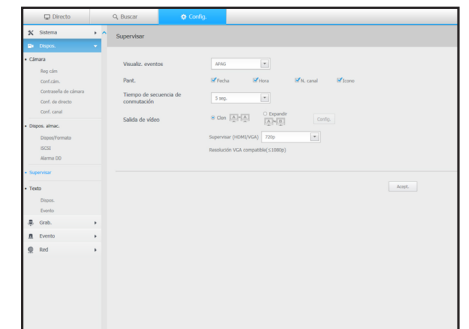 Directo
Buscar
Config.
Sistema
Dispos.
Supervisor
Cámara
Reg cám
Conf.cám.
Contraseña de cámara
Conf. de directo
Conf. canal
Dispos. almac.
Dispos/Formato
iSCSI
Alarma DD
Supervisor
Texto
Dispos.
Evento
Grab.
Evento
Red
Visualiz. eventos
APAG
Pant.
Fecha
Hora
N. canal
Icono
Tiempo de secuencia de
conmutación
5 seg.
Salida de vídeo
Clon
A
A
Expandir
A
B
Config.
Supervisor (HDMI/VGA)
720p
Resolución VGA compatible(≤1080p)
Acept.